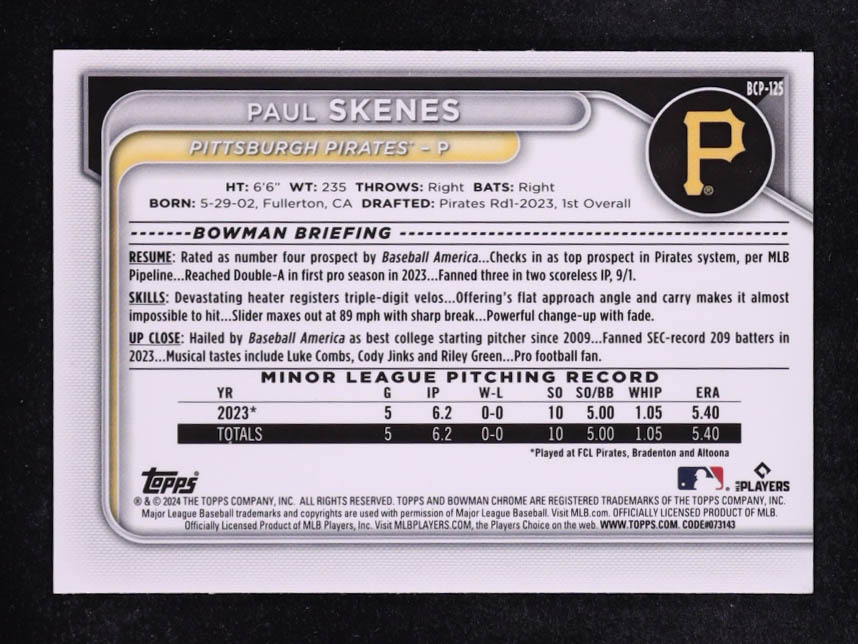 BCP-125
PAUL SKENES
PITTSBURGH PIRATES® – P
P®
HT: 6'6" WT: 235 THROWS: Right BATS: Right
BORN: 5-29-02, Fullerton, CA DRAFTED: Pirates Rd1-2023, 1st Overall
BOWMAN BRIEFING
RESUME: Rated as number four prospect by Baseball America...Checks in as top prospect in Pirates system, per MLB
Pipeline...Reached Double-A in first pro season in 2023...Fanned three in two scoreless IP, 9/1.
SKILLS: Devastating heater registers triple-digit velos...Offering's flat approach angle and carry makes it almost
impossible to hit...Slider maxes out at 89 mph with sharp break...Powerful change-up with fade.
UP CLOSE: Hailed by Baseball America as best college starting pitcher since 2009...Fanned SEC-record 209 batters in
2023...Musical tastes include Luke Combs, Cody Jinks and Riley Green...Pro football fan.
MINOR LEAGUE PITCHING RECORD
YR G IP W-L SO SO/BB WHIP ERA
2023* 5 6.2 0-0 10 5.00 1.05 5.40
TOTALS 5 6.2 0-0 10 5.00 1.05 5.40
*Played at FCL Pirates, Bradenton and Altoona
Topps® MLB PLAYERS
® & © 2024 THE TOPPS COMPANY, INC. ALL RIGHTS RESERVED. TOPPS AND BOWMAN CHROME ARE REGISTERED TRADEMARKS OF THE TOPPS COMPANY, INC.
Major League Baseball trademarks and copyrights are used with permission of Major League Baseball. Visit MLB.com. OFFICIALLY LICENSED PRODUCT OF MLB.
Officially Licensed Product of MLB Players, Inc. Visit MLBPLAYERS.COM, the Players Choice on the web. WWW.TOPPS.COM. CODE#073143